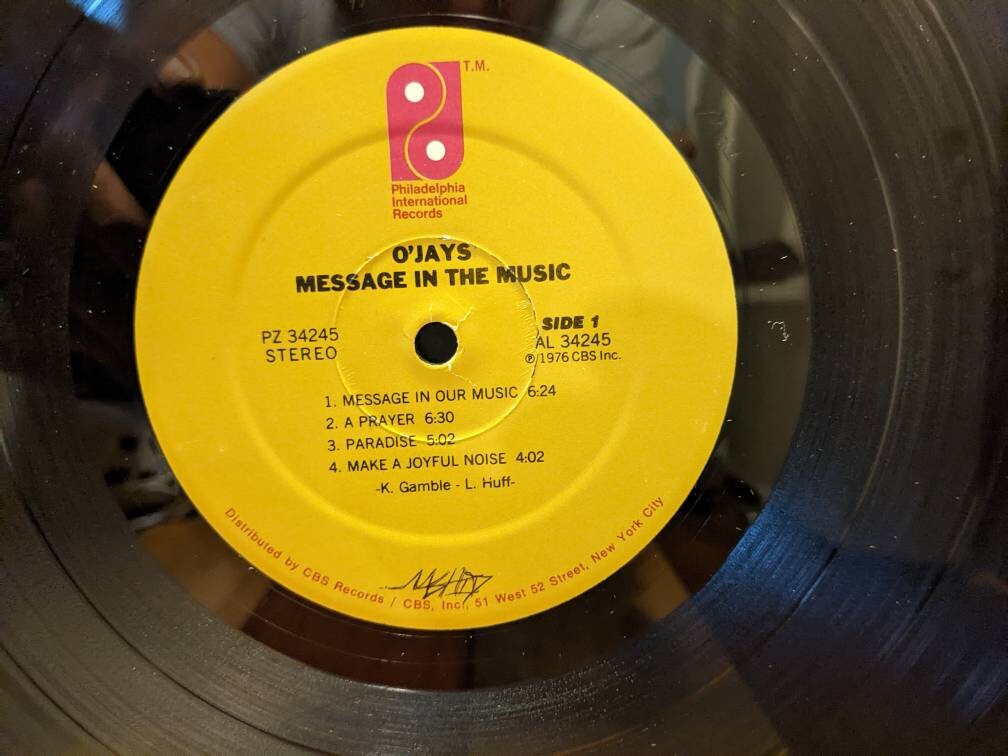 T.M.
Philadelphia
International
Records
O'JAYS
MESSAGE IN THE MUSIC
PZ 34245
STEREO
SIDE 1
AL 34245
℗ 1976 CBS Inc.
1. MESSAGE IN OUR MUSIC 6:24
2. A PRAYER 6:30
3. PARADISE 5:02
4. MAKE A JOYFUL NOISE 4:02
-K. Gamble - L. Huff-
Distributed by CBS Records / CBS, Inc., 51 West 52 Street, New York City